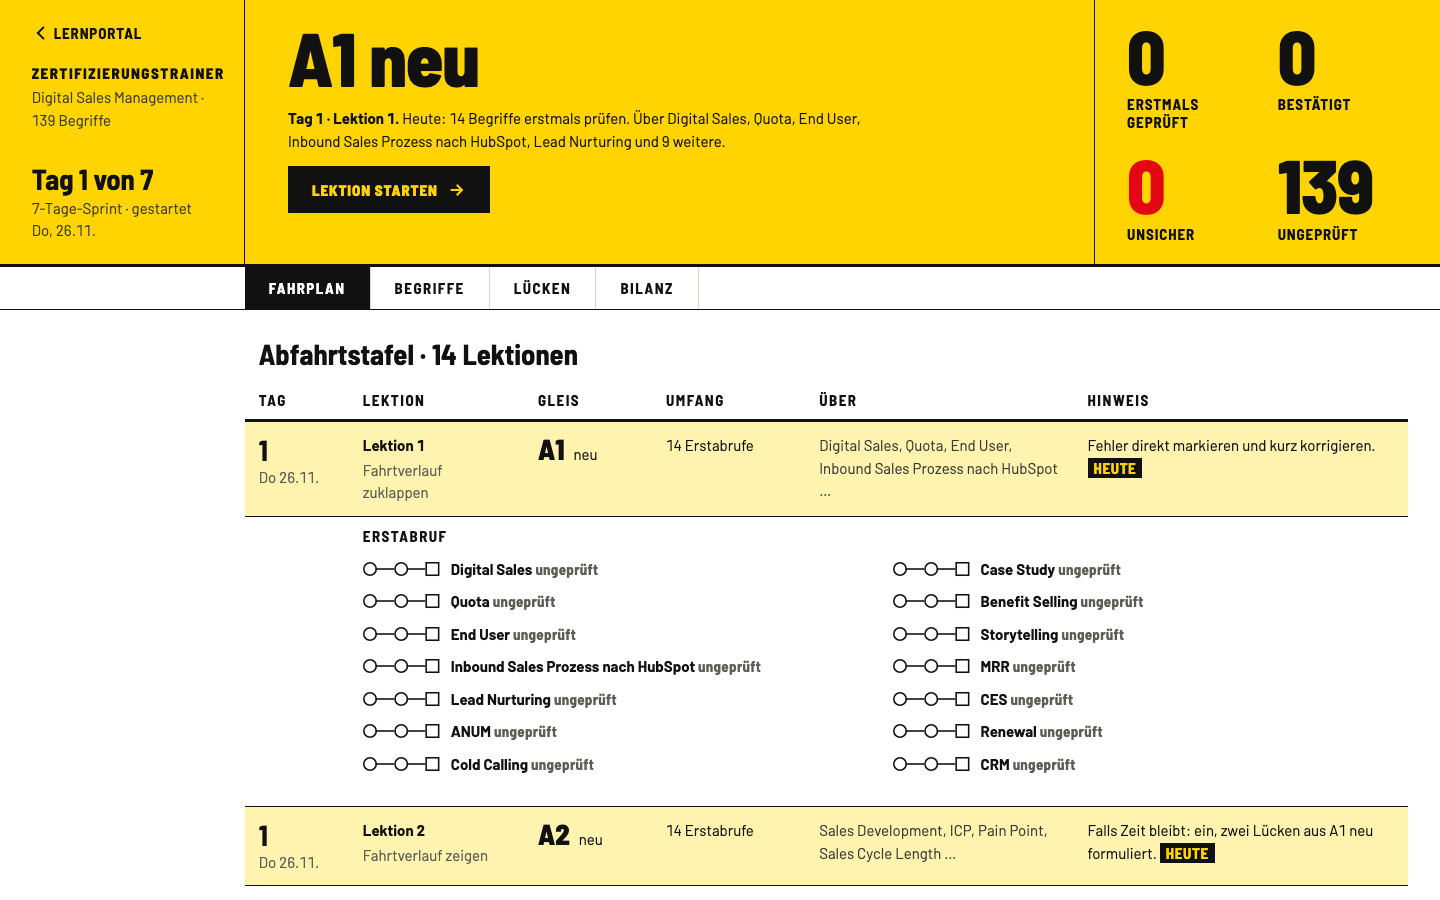 LERNPORTAL
ZERTIFIZIERUNGSTRAINER
Digital Sales Management ·
139 Begriffe
Tag 1 von 7
7-Tage-Sprint · gestartet
Do, 26.11.
A1 neu
Tag 1 · Lektion 1. Heute: 14 Begriffe erstmals prüfen. Über Digital Sales, Quota, End User,
Inbound Sales Prozess nach HubSpot, Lead Nurturing und 9 weitere.
LEKTION STARTEN →
0
ERSTMALS
GEPRÜFT
0
BESTÄTIGT
0
UNSICHER
139
UNGEPRÜFT
FAHRPLAN BEGRIFFE LÜCKEN BILANZ
Abfahrtstafel · 14 Lektionen
TAG LEKTION GLEIS UMFANG ÜBER HINWEIS
1
Do 26.11.
Lektion 1
Fahrtverlauf
zuklappen
A1 neu
14 Erstabrufe
Digital Sales, Quota, End User,
Inbound Sales Prozess nach HubSpot
...
Fehler direkt markieren und kurz korrigieren.
HEUTE
ERSTABRUF
Digital Sales ungeprüft
Quota ungeprüft
End User ungeprüft
Inbound Sales Prozess nach HubSpot ungeprüft
Lead Nurturing ungeprüft
ANUM ungeprüft
Cold Calling ungeprüft
Case Study ungeprüft
Benefit Selling ungeprüft
Storytelling ungeprüft
MRR ungeprüft
CES ungeprüft
Renewal ungeprüft
CRM ungeprüft
1
Do 26.11.
Lektion 2
Fahrtverlauf zeigen
A2 neu
14 Erstabrufe
Sales Development, ICP, Pain Point,
Sales Cycle Length ...
Falls Zeit bleibt: ein, zwei Lücken aus A1 neu
formuliert. HEUTE